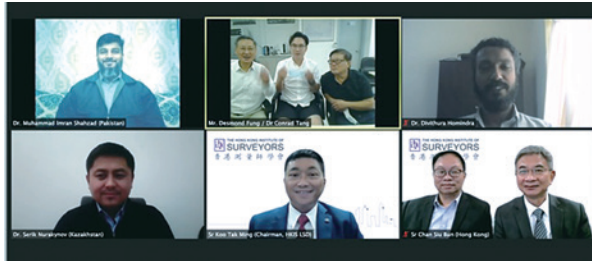 Dr. Muhammad Imran Shahzad (Pakistan)
Mr. Desmond Fung / Dr Conrad Tang
Dr. Divithura Homindra
Dr. Serik Nurakynov (Kazakhstan)
THE HONG KONG INSTITUTE OF
SURVEYORS
香港測量師學會
Sr Koo Tak Ming (Chairman, HKIS LSD)
THE HONG KONG INSTITUTE OF
SURVEYORS
香港測量師學會
Sr Chan Siu Bun (Hong Kong)